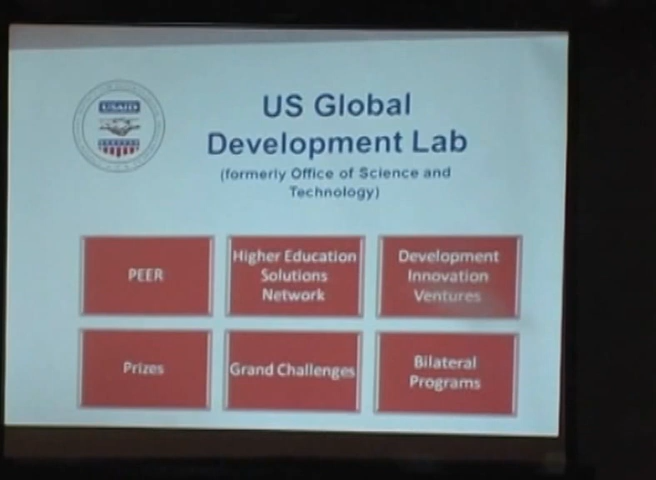 USAID
US Global
Development Lab
(formerly Office of Science and
Technology)
PEER
Higher Education
Solutions
Network
Development
Innovation
Ventures
Prizes
Grand Challenges
Bilateral
Programs